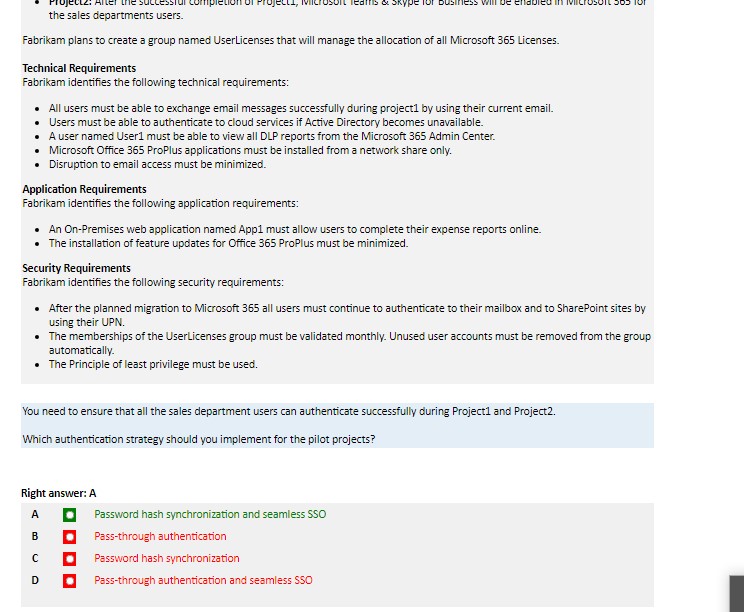 • Project2: After the successful completion of Project1, Microsoft Teams & Skype for Business will be enabled in Microsoft 365 for
the sales departments users.
Fabrikam plans to create a group named UserLicenses that will manage the allocation of all Microsoft 365 Licenses.
Technical Requirements
Fabrikam identifies the following technical requirements:
• All users must be able to exchange email messages successfully during project1 by using their current email.
• Users must be able to authenticate to cloud services if Active Directory becomes unavailable.
• A user named User1 must be able to view all DLP reports from the Microsoft 365 Admin Center.
• Microsoft Office 365 ProPlus applications must be installed from a network share only.
• Disruption to email access must be minimized.
Application Requirements
Fabrikam identifies the following application requirements:
• An On-Premises web application named App1 must allow users to complete their expense reports online.
• The installation of feature updates for Office 365 ProPlus must be minimized.
Security Requirements
Fabrikam identifies the following security requirements:
• After the planned migration to Microsoft 365 all users must continue to authenticate to their mailbox and to SharePoint sites by
using their UPN.
• The memberships of the UserLicenses group must be validated monthly. Unused user accounts must be removed from the group
automatically.
• The Principle of least privilege must be used.
You need to ensure that all the sales department users can authenticate successfully during Project1 and Project2.
Which authentication strategy should you implement for the pilot projects?
Right answer: A
A Password hash synchronization and seamless SSO
B Pass-through authentication
C Password hash synchronization
D Pass-through authentication and seamless SSO